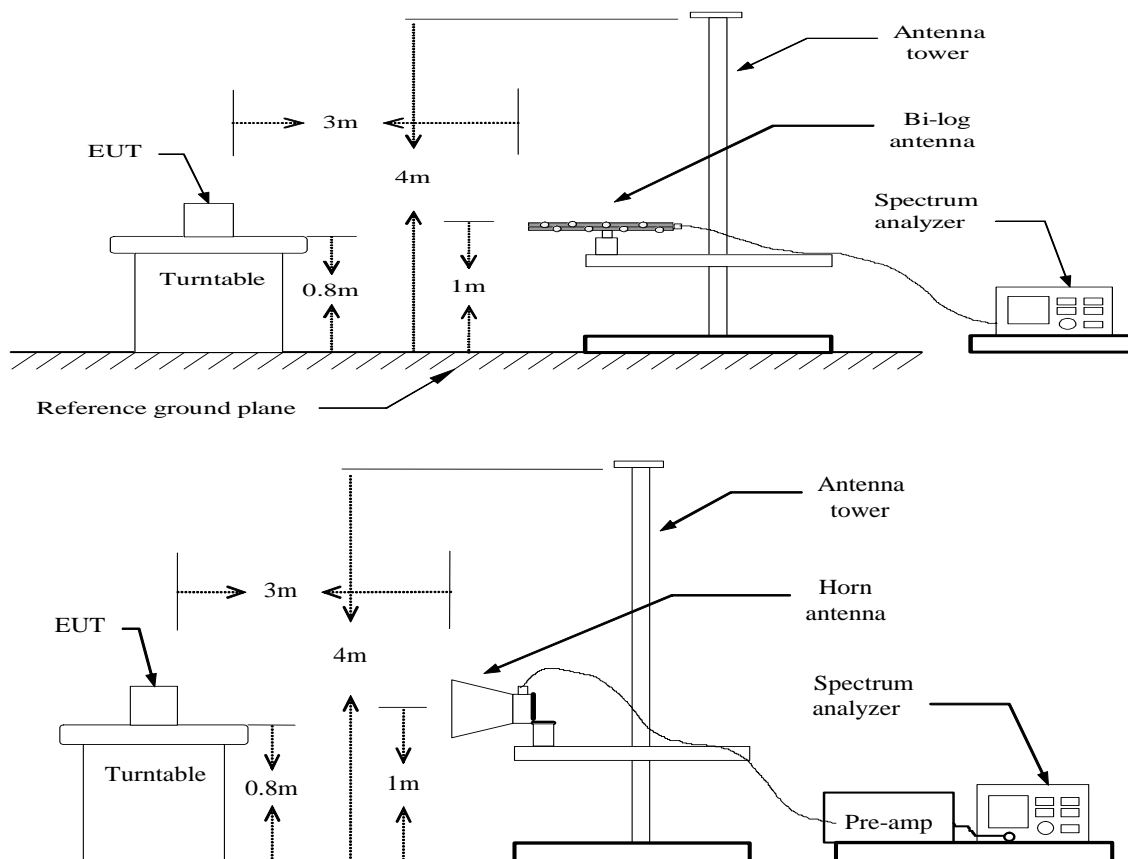 Antenna
tower
3m
Bi-log
antenna
EUT
4m
Spectrum
analyzer
Turntable
0.8m
1m
Reference ground plane
Antenna
tower
3m
Horn
antenna
EUT
4m
Spectrum
analyzer
Turntable
0.8m
1m
Pre-amp